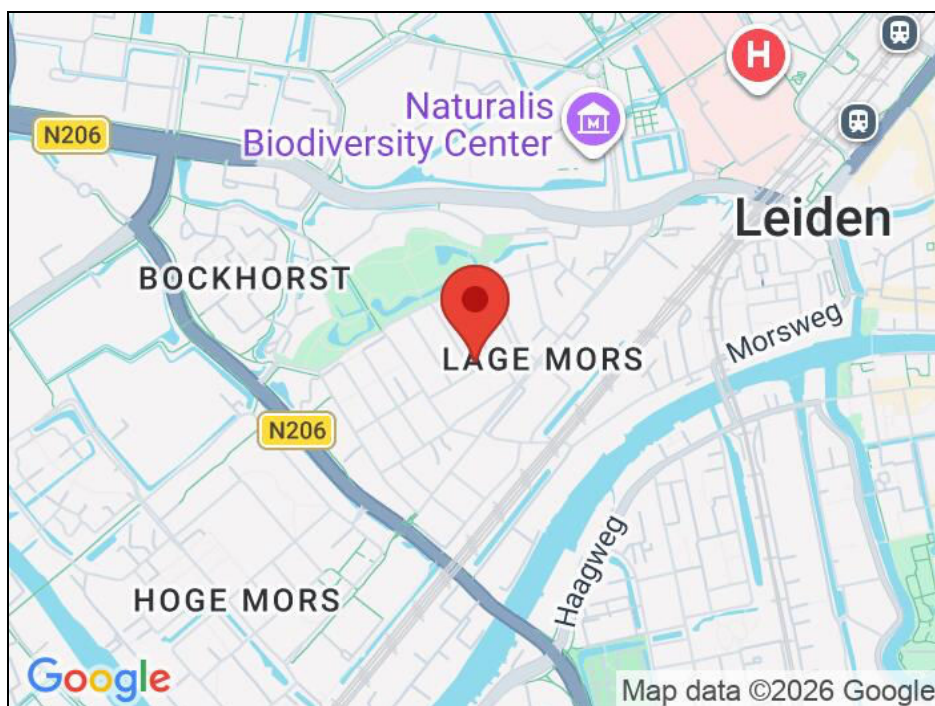 H
N206
Naturalis
Biodiversity Center
M
Leiden
BOCKHORST
LAGE MORS
Morsweg
N206
Haagweg
HOGE MORS
Google
Map data ©2026 Google